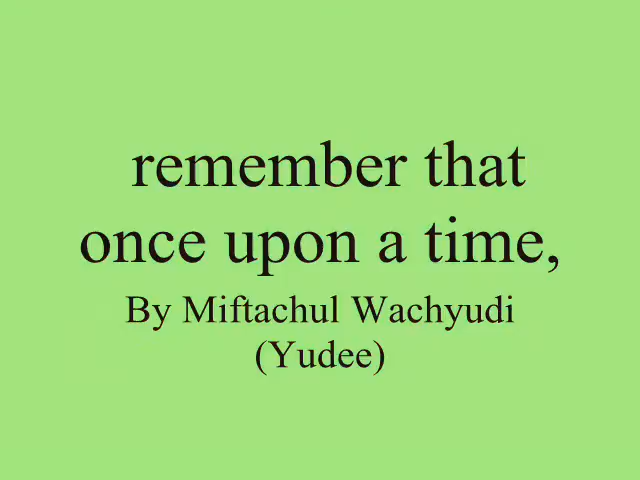 remember that
once upon a time,
By Miftachul Wachyudi
(Yudee)